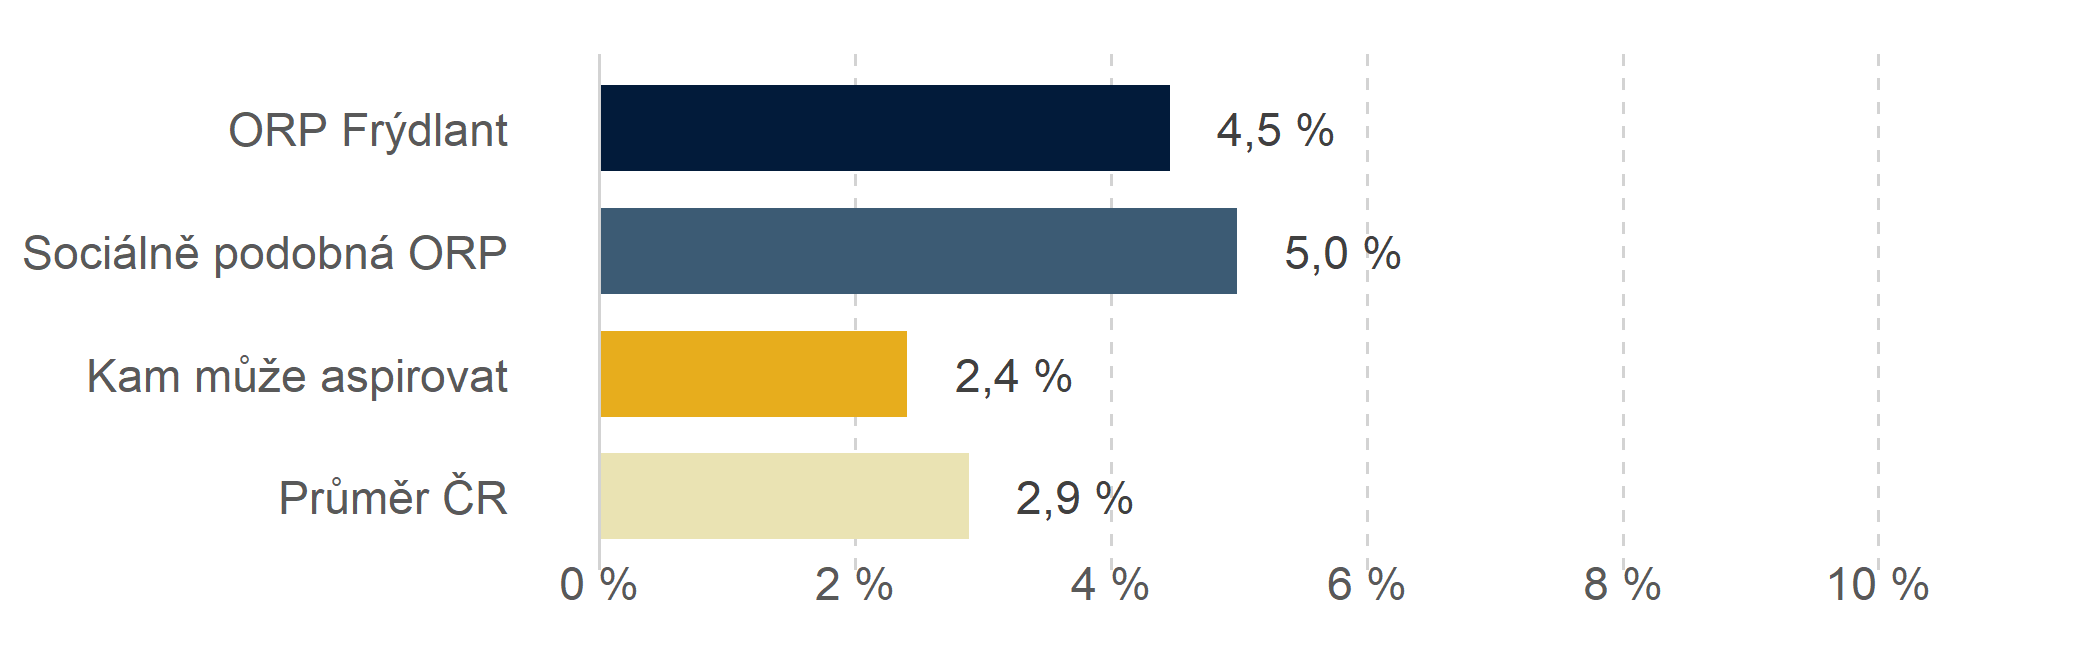 ORP Frýdlant
4,5 %
Sociálně podobná ORP
5,0 %
Kam může aspirovat
2,4 %
Průměr ČR
2,9 %
0 % 2 % 4 % 6 % 8 % 10 %